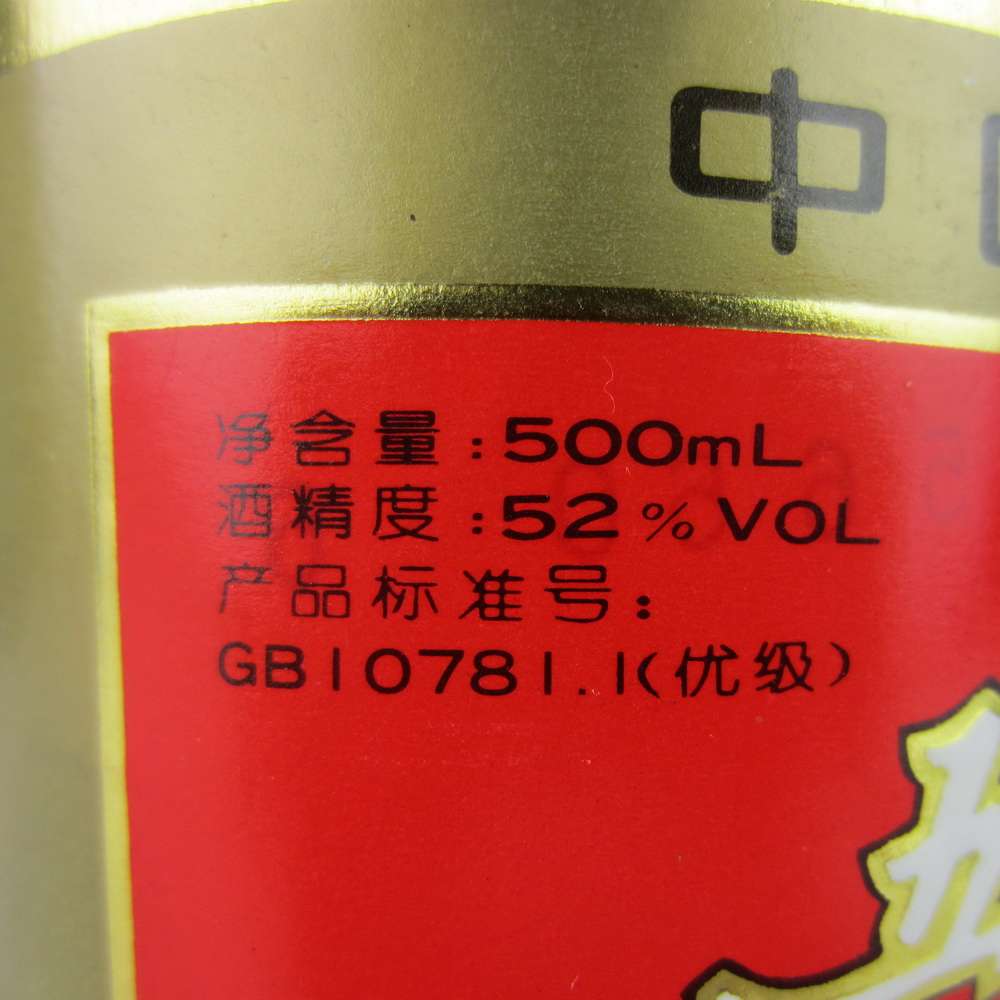 中
净含量:500mL
酒精度:52%VOL
产品标准号:
GB10781.1(优级)